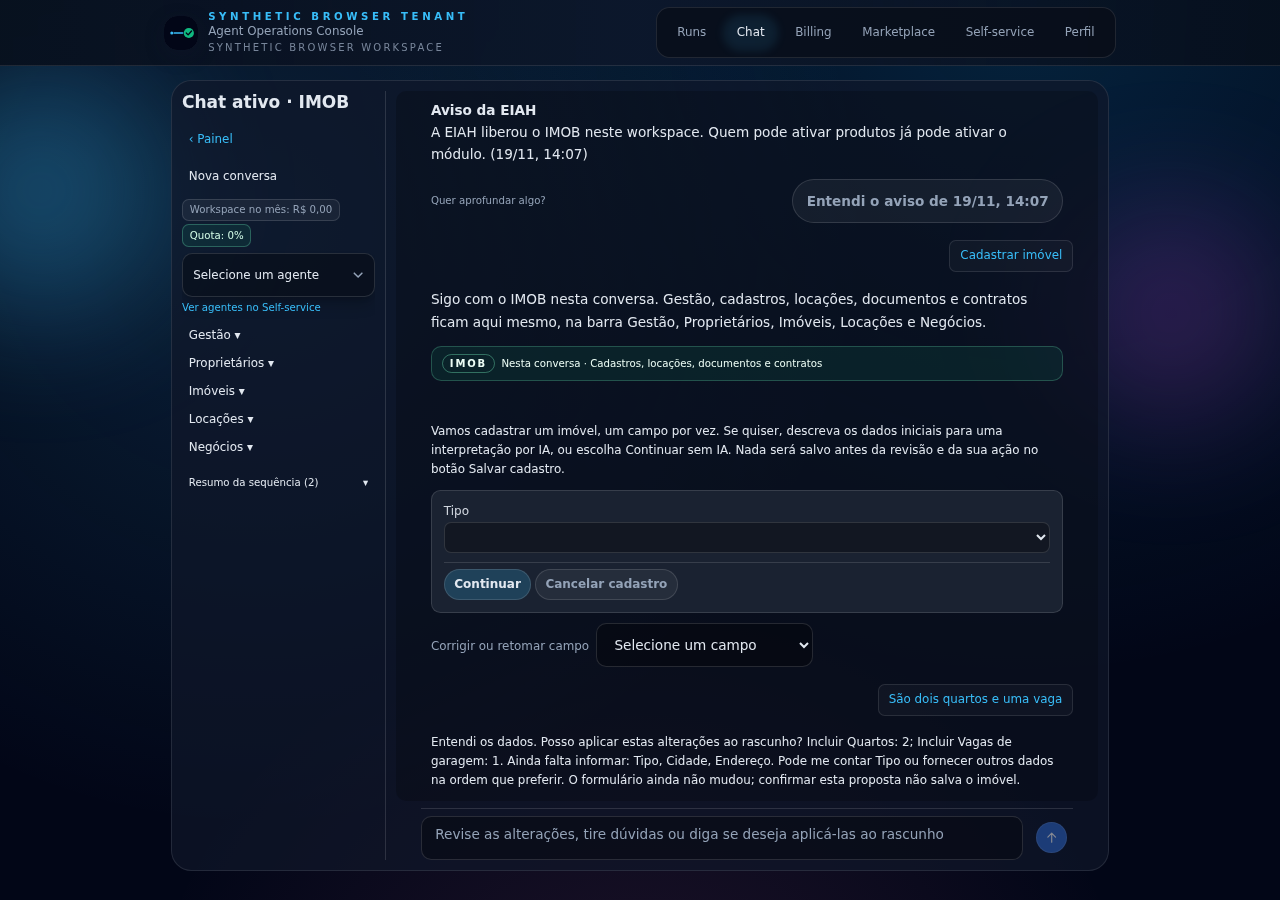 SYNTHETIC BROWSER TENANT
Agent Operations Console
SYNTHETIC BROWSER WORKSPACE
Runs
Chat
Billing
Marketplace
Self-service
Perfil
Chat ativo · IMOB
‹ Painel
Nova conversa
Workspace no mês: R$ 0,00
Quota: 0%
Selecione um agente
Ver agentes no Self-service
Gestão ▾
Proprietários ▾
Imóveis ▾
Locações ▾
Negócios ▾
Resumo da sequência (2) ▾
Aviso da EIAH
A EIAH liberou o IMOB neste workspace. Quem pode ativar produtos já pode ativar o
módulo. (19/11, 14:07)
Quer aprofundar algo?
Entendi o aviso de 19/11, 14:07
Cadastrar imóvel
Sigo com o IMOB nesta conversa. Gestão, cadastros, locações, documentos e contratos
ficam aqui mesmo, na barra Gestão, Proprietários, Imóveis, Locações e Negócios.
IMOB Nesta conversa · Cadastros, locações, documentos e contratos
Vamos cadastrar um imóvel, um campo por vez. Se quiser, descreva os dados iniciais para uma
interpretação por IA, ou escolha Continuar sem IA. Nada será salvo antes da revisão e da sua ação no
botão Salvar cadastro.
Tipo
Continuar
Cancelar cadastro
Corrigir ou retomar campo
Selecione um campo
São dois quartos e uma vaga
Entendi os dados. Posso aplicar estas alterações ao rascunho? Incluir Quartos: 2; Incluir Vagas de
garagem: 1. Ainda falta informar: Tipo, Cidade, Endereço. Pode me contar Tipo ou fornecer outros dados
na ordem que preferir. O formulário ainda não mudou; confirmar esta proposta não salva o imóvel.
Revise as alterações, tire dúvidas ou diga se deseja aplicá-las ao rascunho